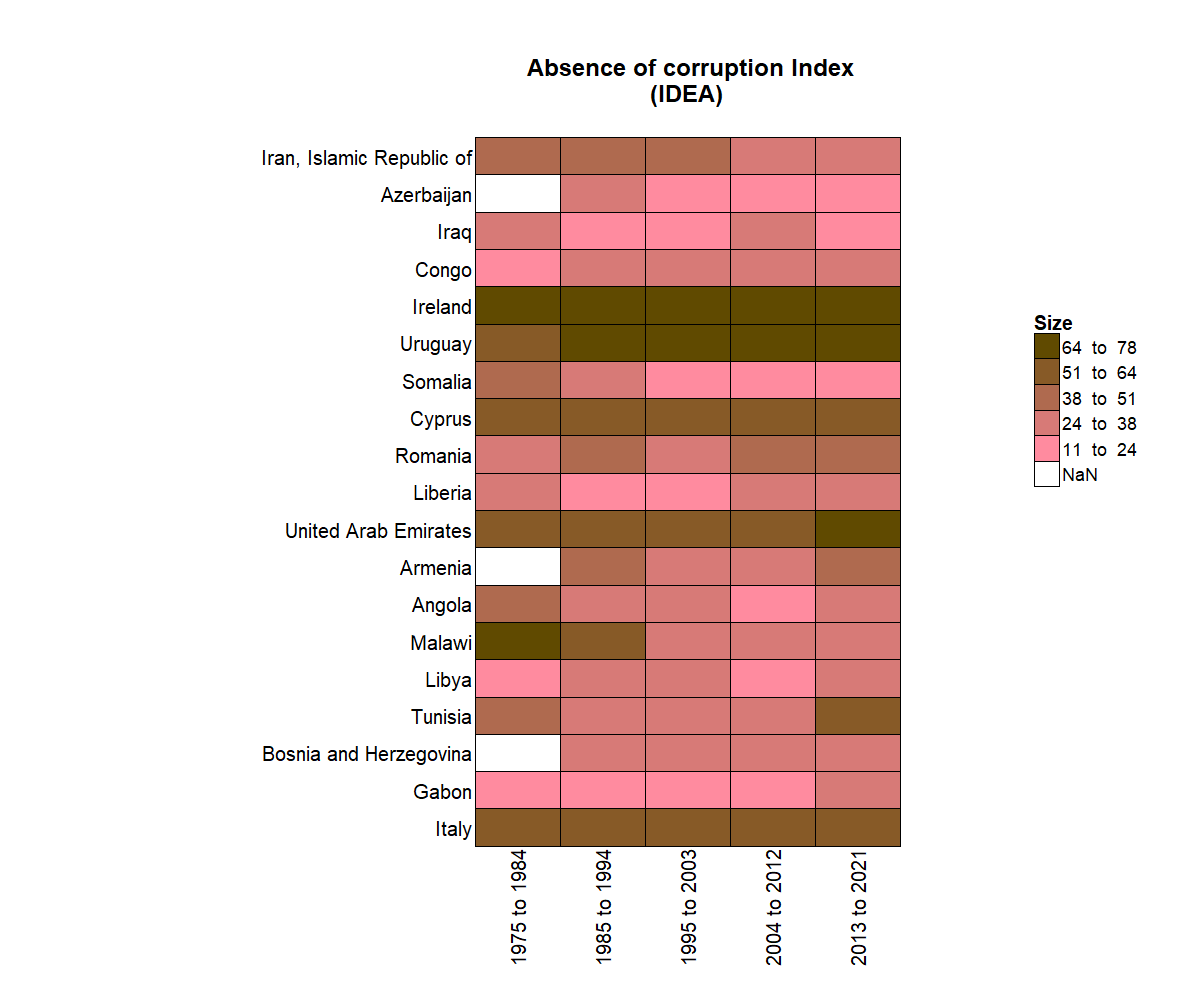 Absence of corruption Index
(IDEA)
Iran, Islamic Republic of
Azerbaijan
Iraq
Congo
Ireland
Uruguay
Somalia
Cyprus
Romania
Liberia
United Arab Emirates
Armenia
Angola
Malawi
Libya
Tunisia
Bosnia and Herzegovina
Gabon
Italy
1975 to 1984
1985 to 1994
1995 to 2003
2004 to 2012
2013 to 2021
Size
64 to 78
51 to 64
38 to 51
24 to 38
11 to 24
NaN